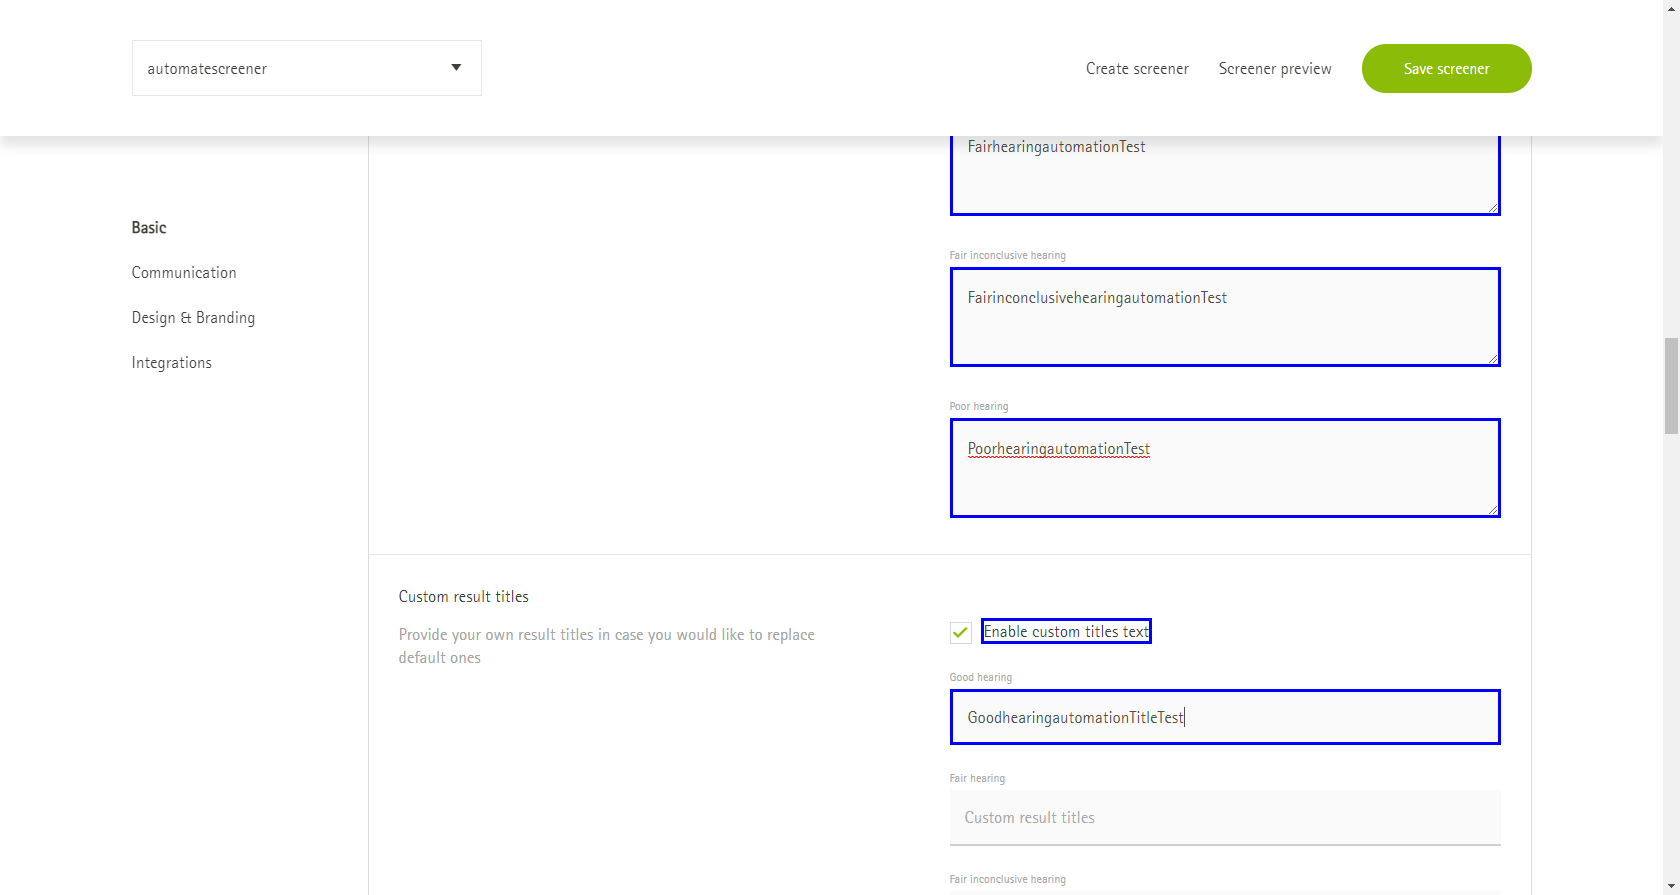 automatescreener
Create screener
Screener preview
Save screener
Basic
Communication
Design & Branding
Integrations
FairhearingautomationTest
Fair inconclusive hearing
FairinconclusivehearingautomationTest
Poor hearing
PoorhearingautomationTest
Custom result titles
Provide your own result titles in case you would like to replace
default ones
Enable custom titles text
Good hearing
GoodhearingautomationTitleTest
Fair hearing
Custom result titles
Fair inconclusive hearing